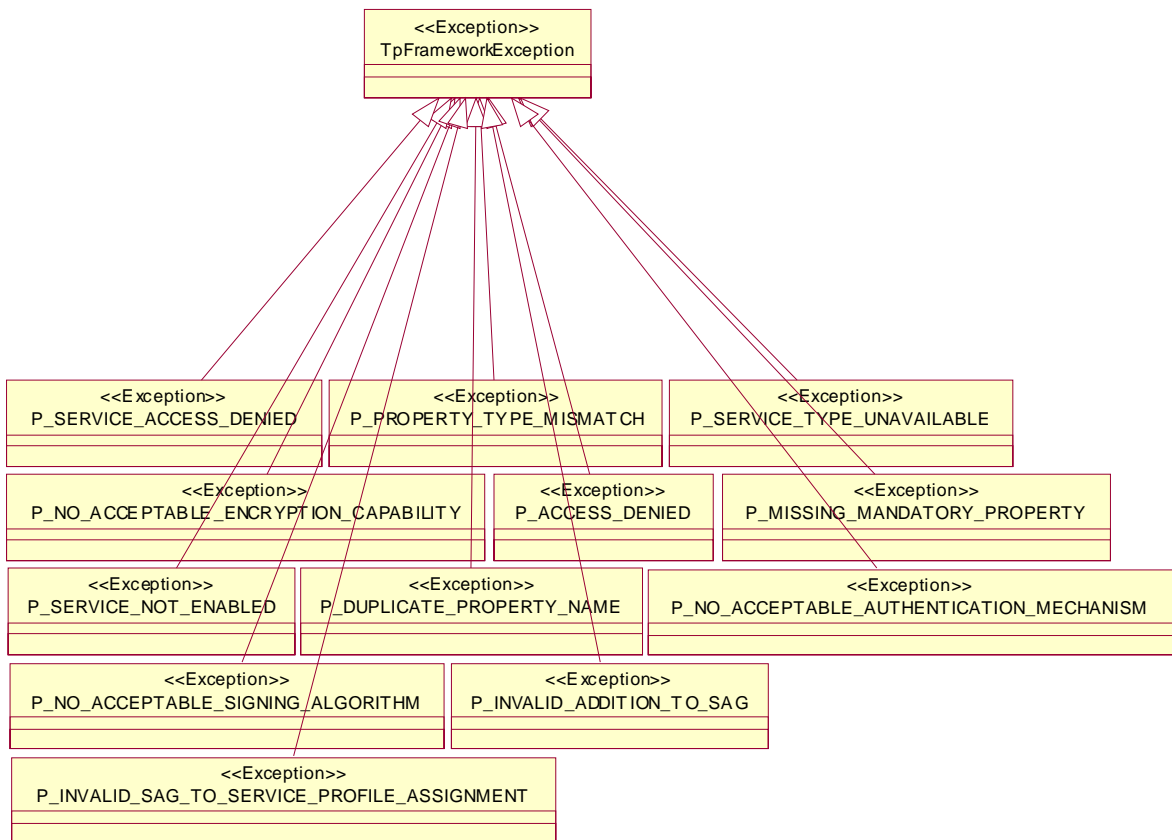 <<Exception>>
TpFrameworkException
<<Exception>>
P_SERVICE_ACCESS_DENIED
<<Exception>>
P_PROPERTY_TYPE_MISMATCH
<<Exception>>
P_SERVICE_TYPE_UNAVAILABLE
<<Exception>>
P_NO_ACCEPTABLE_ENCRYPTION_CAPABILITY
<<Exception>>
P_ACCESS_DENIED
<<Exception>>
P_MISSING_MANDATORY_PROPERTY
<<Exception>>
P_SERVICE_NOT_ENABLED
<<Exception>>
P_DUPLICATE_PROPERTY_NAME
<<Exception>>
P_NO_ACCEPTABLE_AUTHENTICATION_MECHANISM
<<Exception>>
P_NO_ACCEPTABLE_SIGNING_ALGORITHM
<<Exception>>
P_INVALID_ADDITION_TO_SAG
<<Exception>>
P_INVALID_SAG_TO_SERVICE_PROFILE_ASSIGNMENT